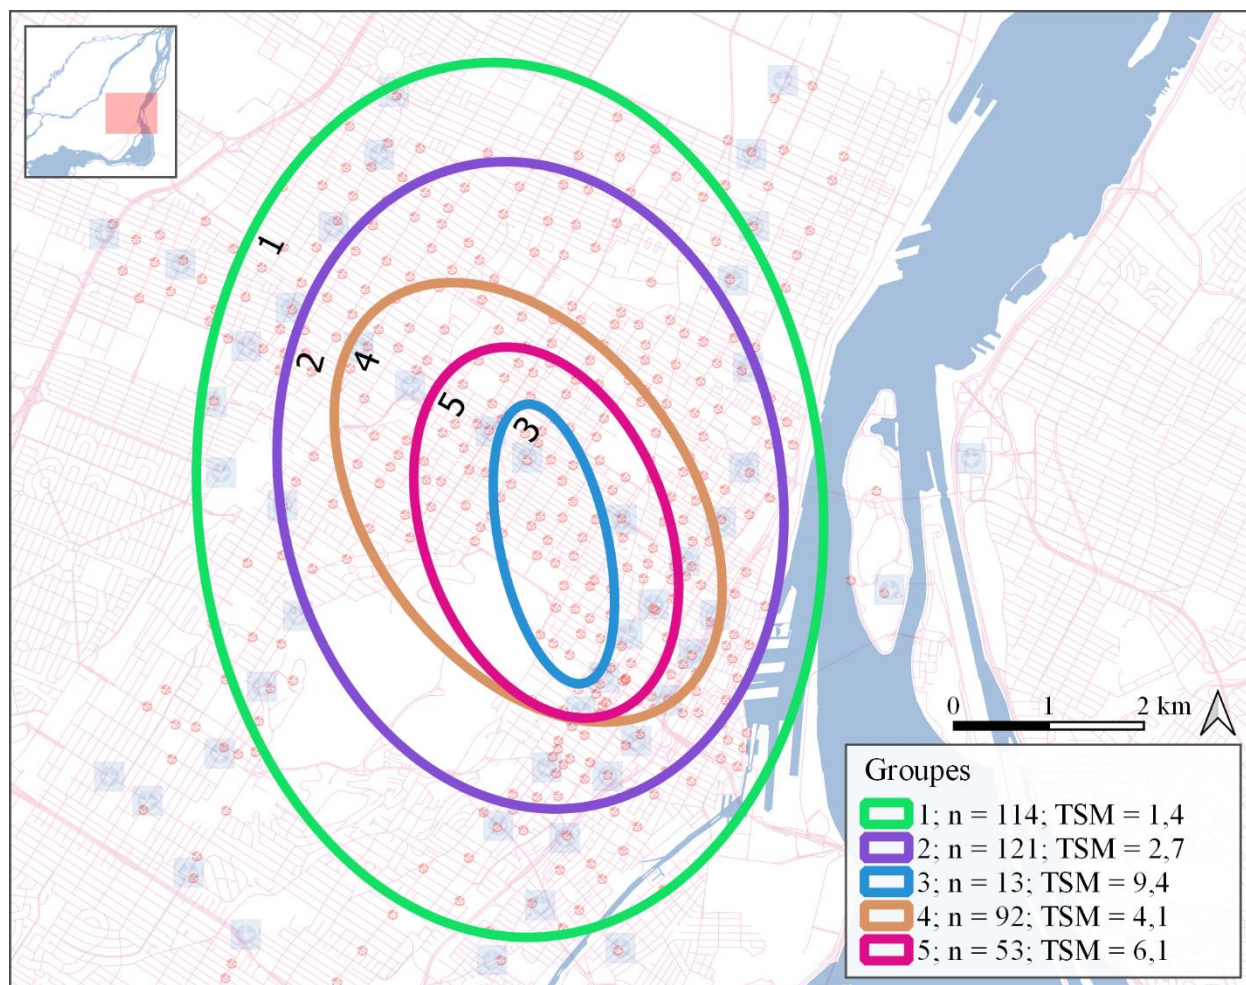 1
2
4
5
3
0 1 2 km
Groupes
1; n = 114; TSM = 1,4
2; n = 121; TSM = 2,7
3; n = 13; TSM = 9,4
4; n = 92; TSM = 4,1
5; n = 53; TSM = 6,1